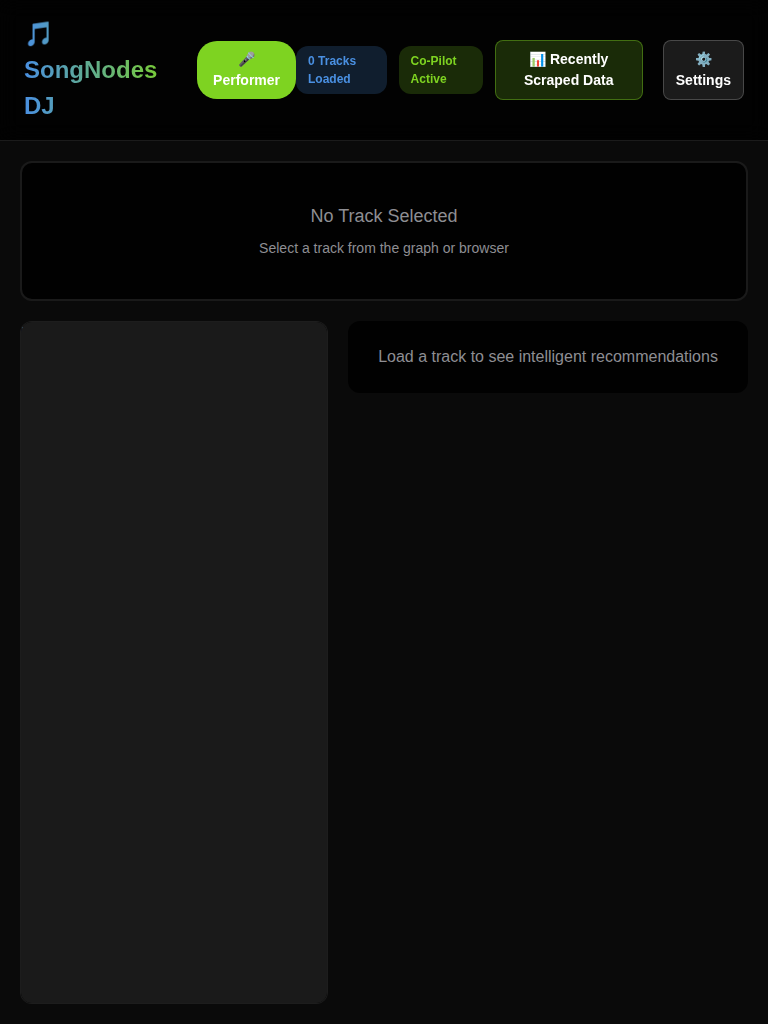 🎵
SongNodes
DJ
🎤
Performer
0 Tracks
Loaded
Co-Pilot
Active
📊 Recently
Scraped Data
⚙️
Settings
No Track Selected
Select a track from the graph or browser
Load a track to see intelligent recommendations